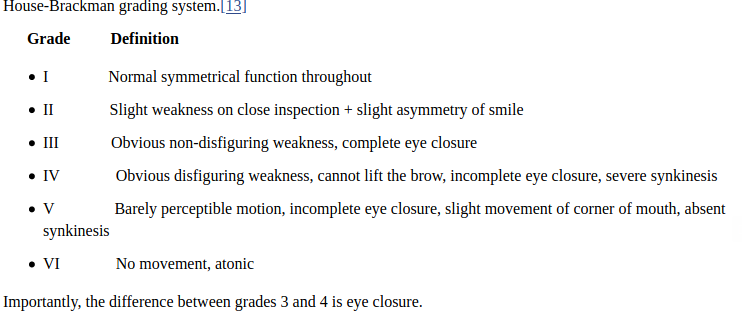 House-Brackman grading system.[13]
Grade Definition
• I Normal symmetrical function throughout
• II Slight weakness on close inspection + slight asymmetry of smile
• III Obvious non-disfiguring weakness, complete eye closure
• IV Obvious disfiguring weakness, cannot lift the brow, incomplete eye closure, severe synkinesis
• V Barely perceptible motion, incomplete eye closure, slight movement of corner of mouth, absent
synkinesis
• VI No movement, atonic
Importantly, the difference between grades 3 and 4 is eye closure.